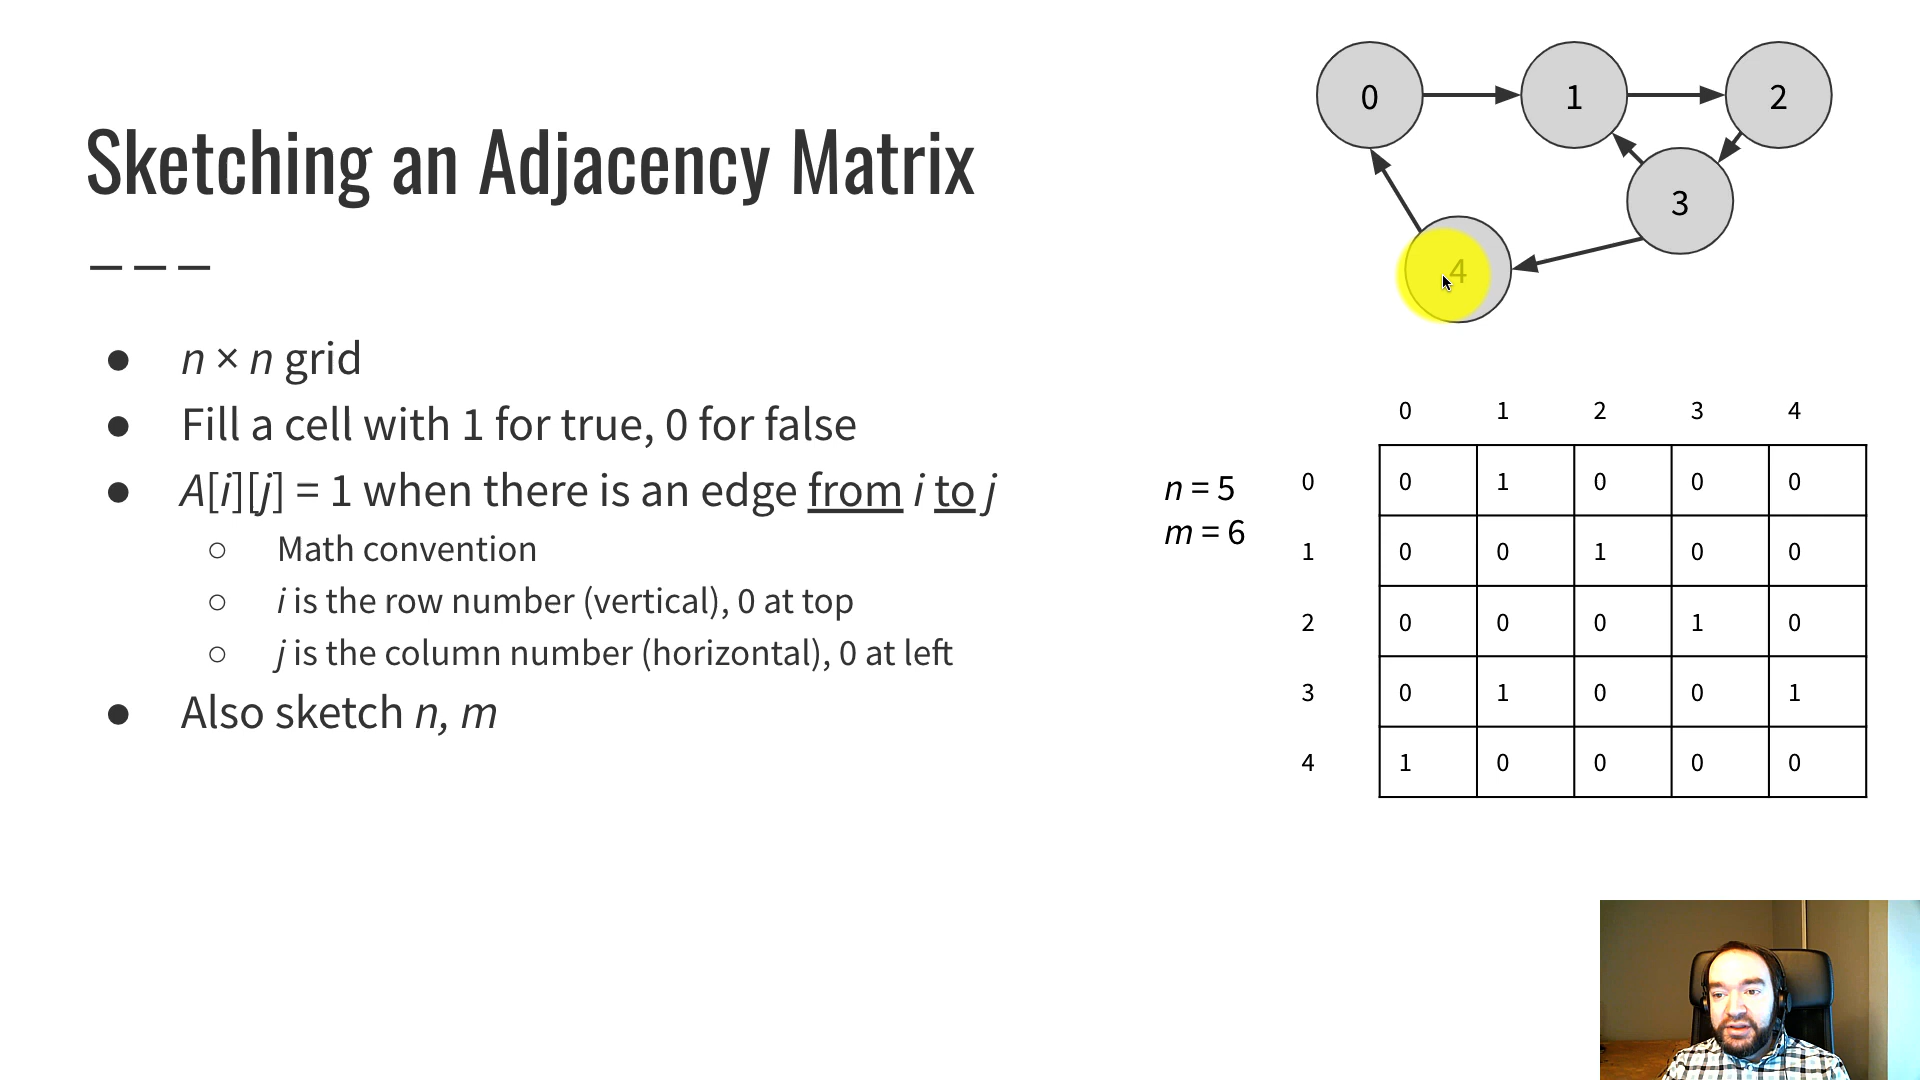 Sketching an Adjacency Matrix
● n × n grid
● Fill a cell with 1 for true, 0 for false
● A[i][j] = 1 when there is an edge from i to j
○ Math convention
○ i is the row number (vertical), 0 at top
○ j is the column number (horizontal), 0 at left
● Also sketch n, m
0 1 2
3
4
n = 5
m = 6
0 1 2 3 4
0 0 1 0 0 0
1 0 0 1 0 0
2 0 0 0 1 0
3 0 1 0 0 1
4 1 0 0 0 0